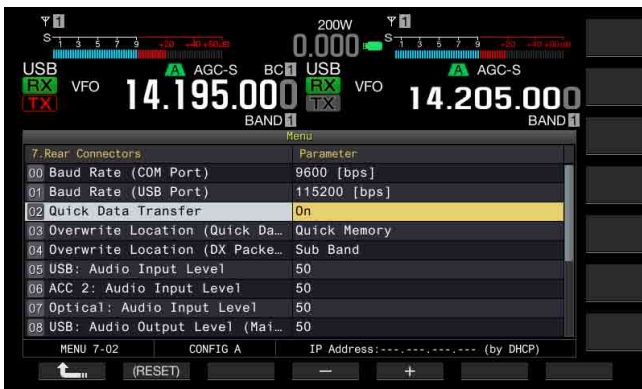 1 200W 1
S 1 3 5 7 9 +20 +40 +60dB 0.000 S 1 3 5 7 9 +20 +40 +60dB
USB A AGC-S BC1 USB A AGC-S
RX VFO 14.195.000 RX VFO 14.205.000
TX TX
BAND 1 BAND 1
Menu
7.Rear Connectors Parameter
00 Baud Rate (COM Port) 9600 [bps]
01 Baud Rate (USB Port) 115200 [bps]
02 Quick Data Transfer On
03 Overwrite Location (Quick Da... Quick Memory
04 Overwrite Location (DX Packe... Sub Band
05 USB: Audio Input Level 50
06 ACC 2: Audio Input Level 50
07 Optical: Audio Input Level 50
08 USB: Audio Output Level (Mai... 50
MENU 7-02 CONFIG A IP Address:---.---.---.--- (by DHCP)
(RESET) − +